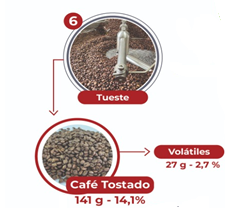 6
Tueste
Volátiles
27 g - 2,7 %
Café Tostado
141 g - 14,1%